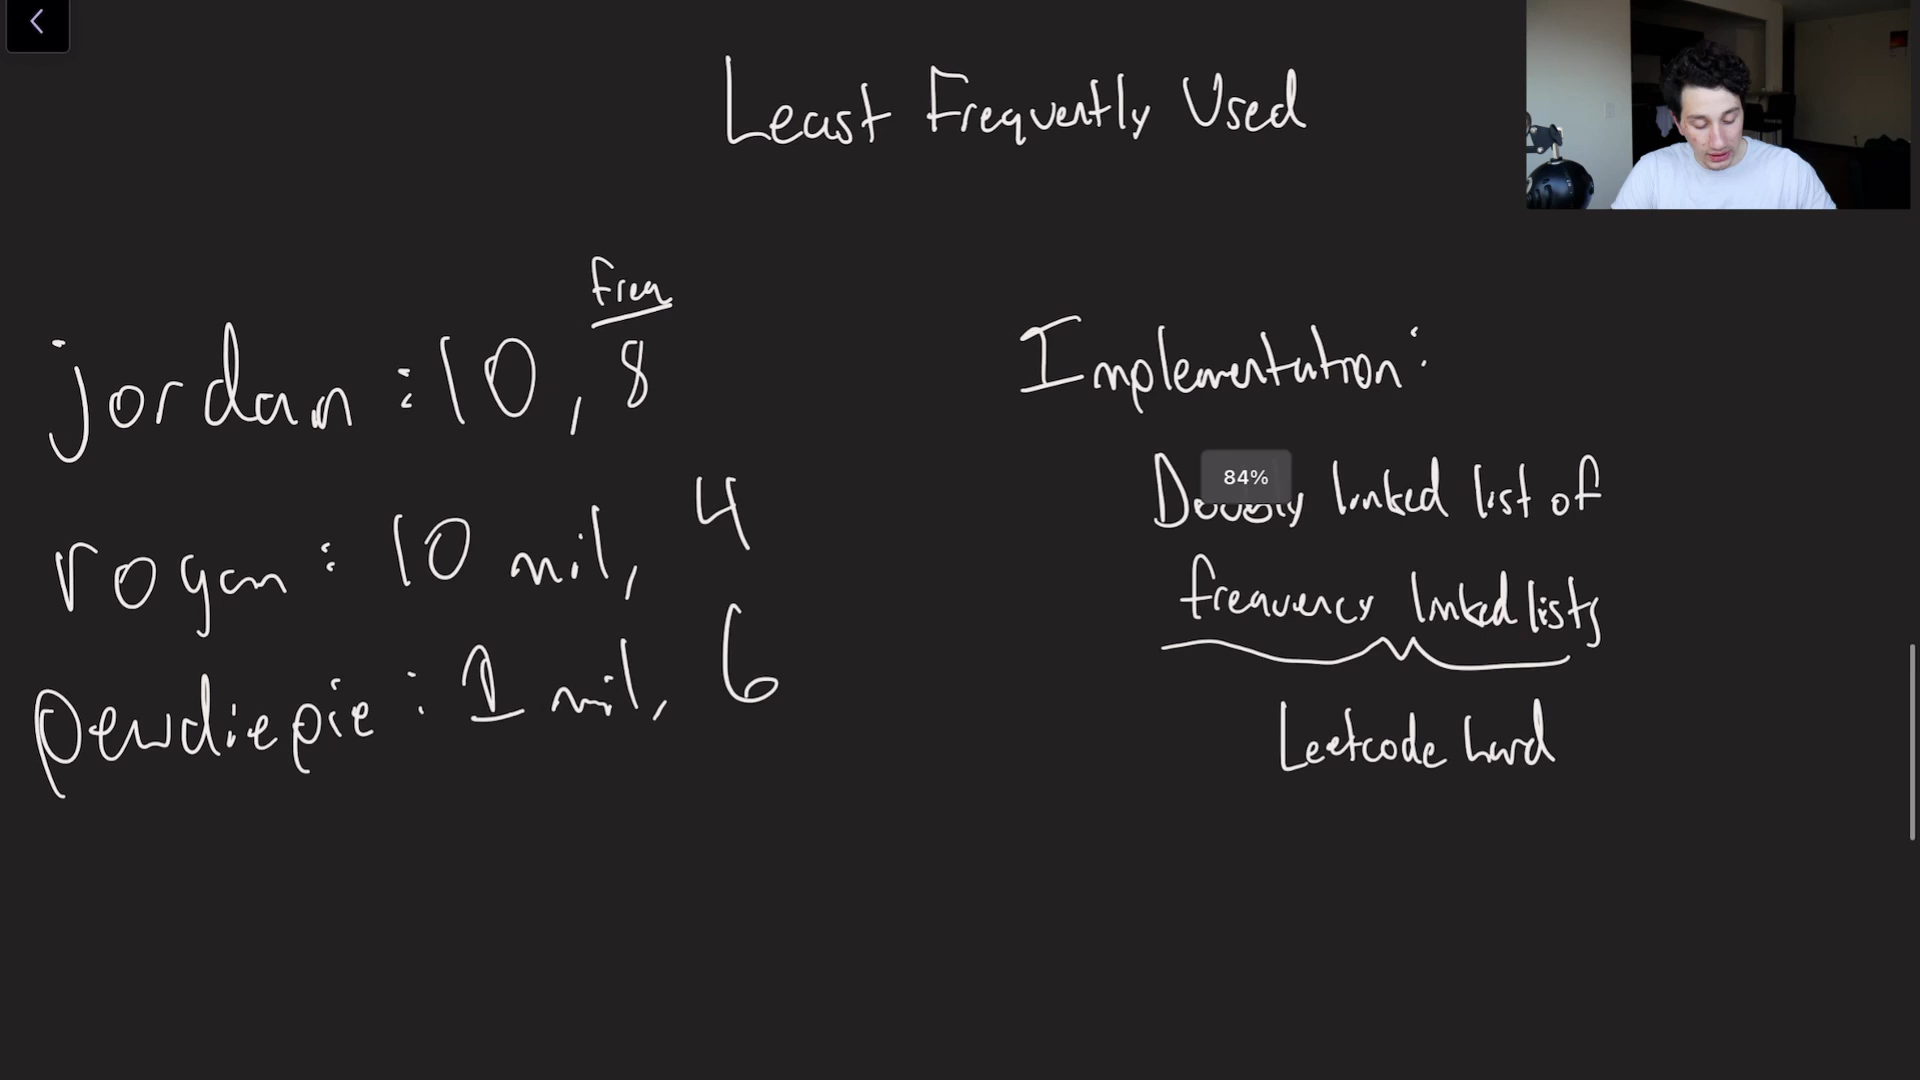 Least Frequently Used
freq
jordan : 10, 8
rogan : 10 mil, 4
pewdiepie : 1 mil, 6
Implementation:
Doubly linked list of
84%
frequency linked lists
Leetcode hard